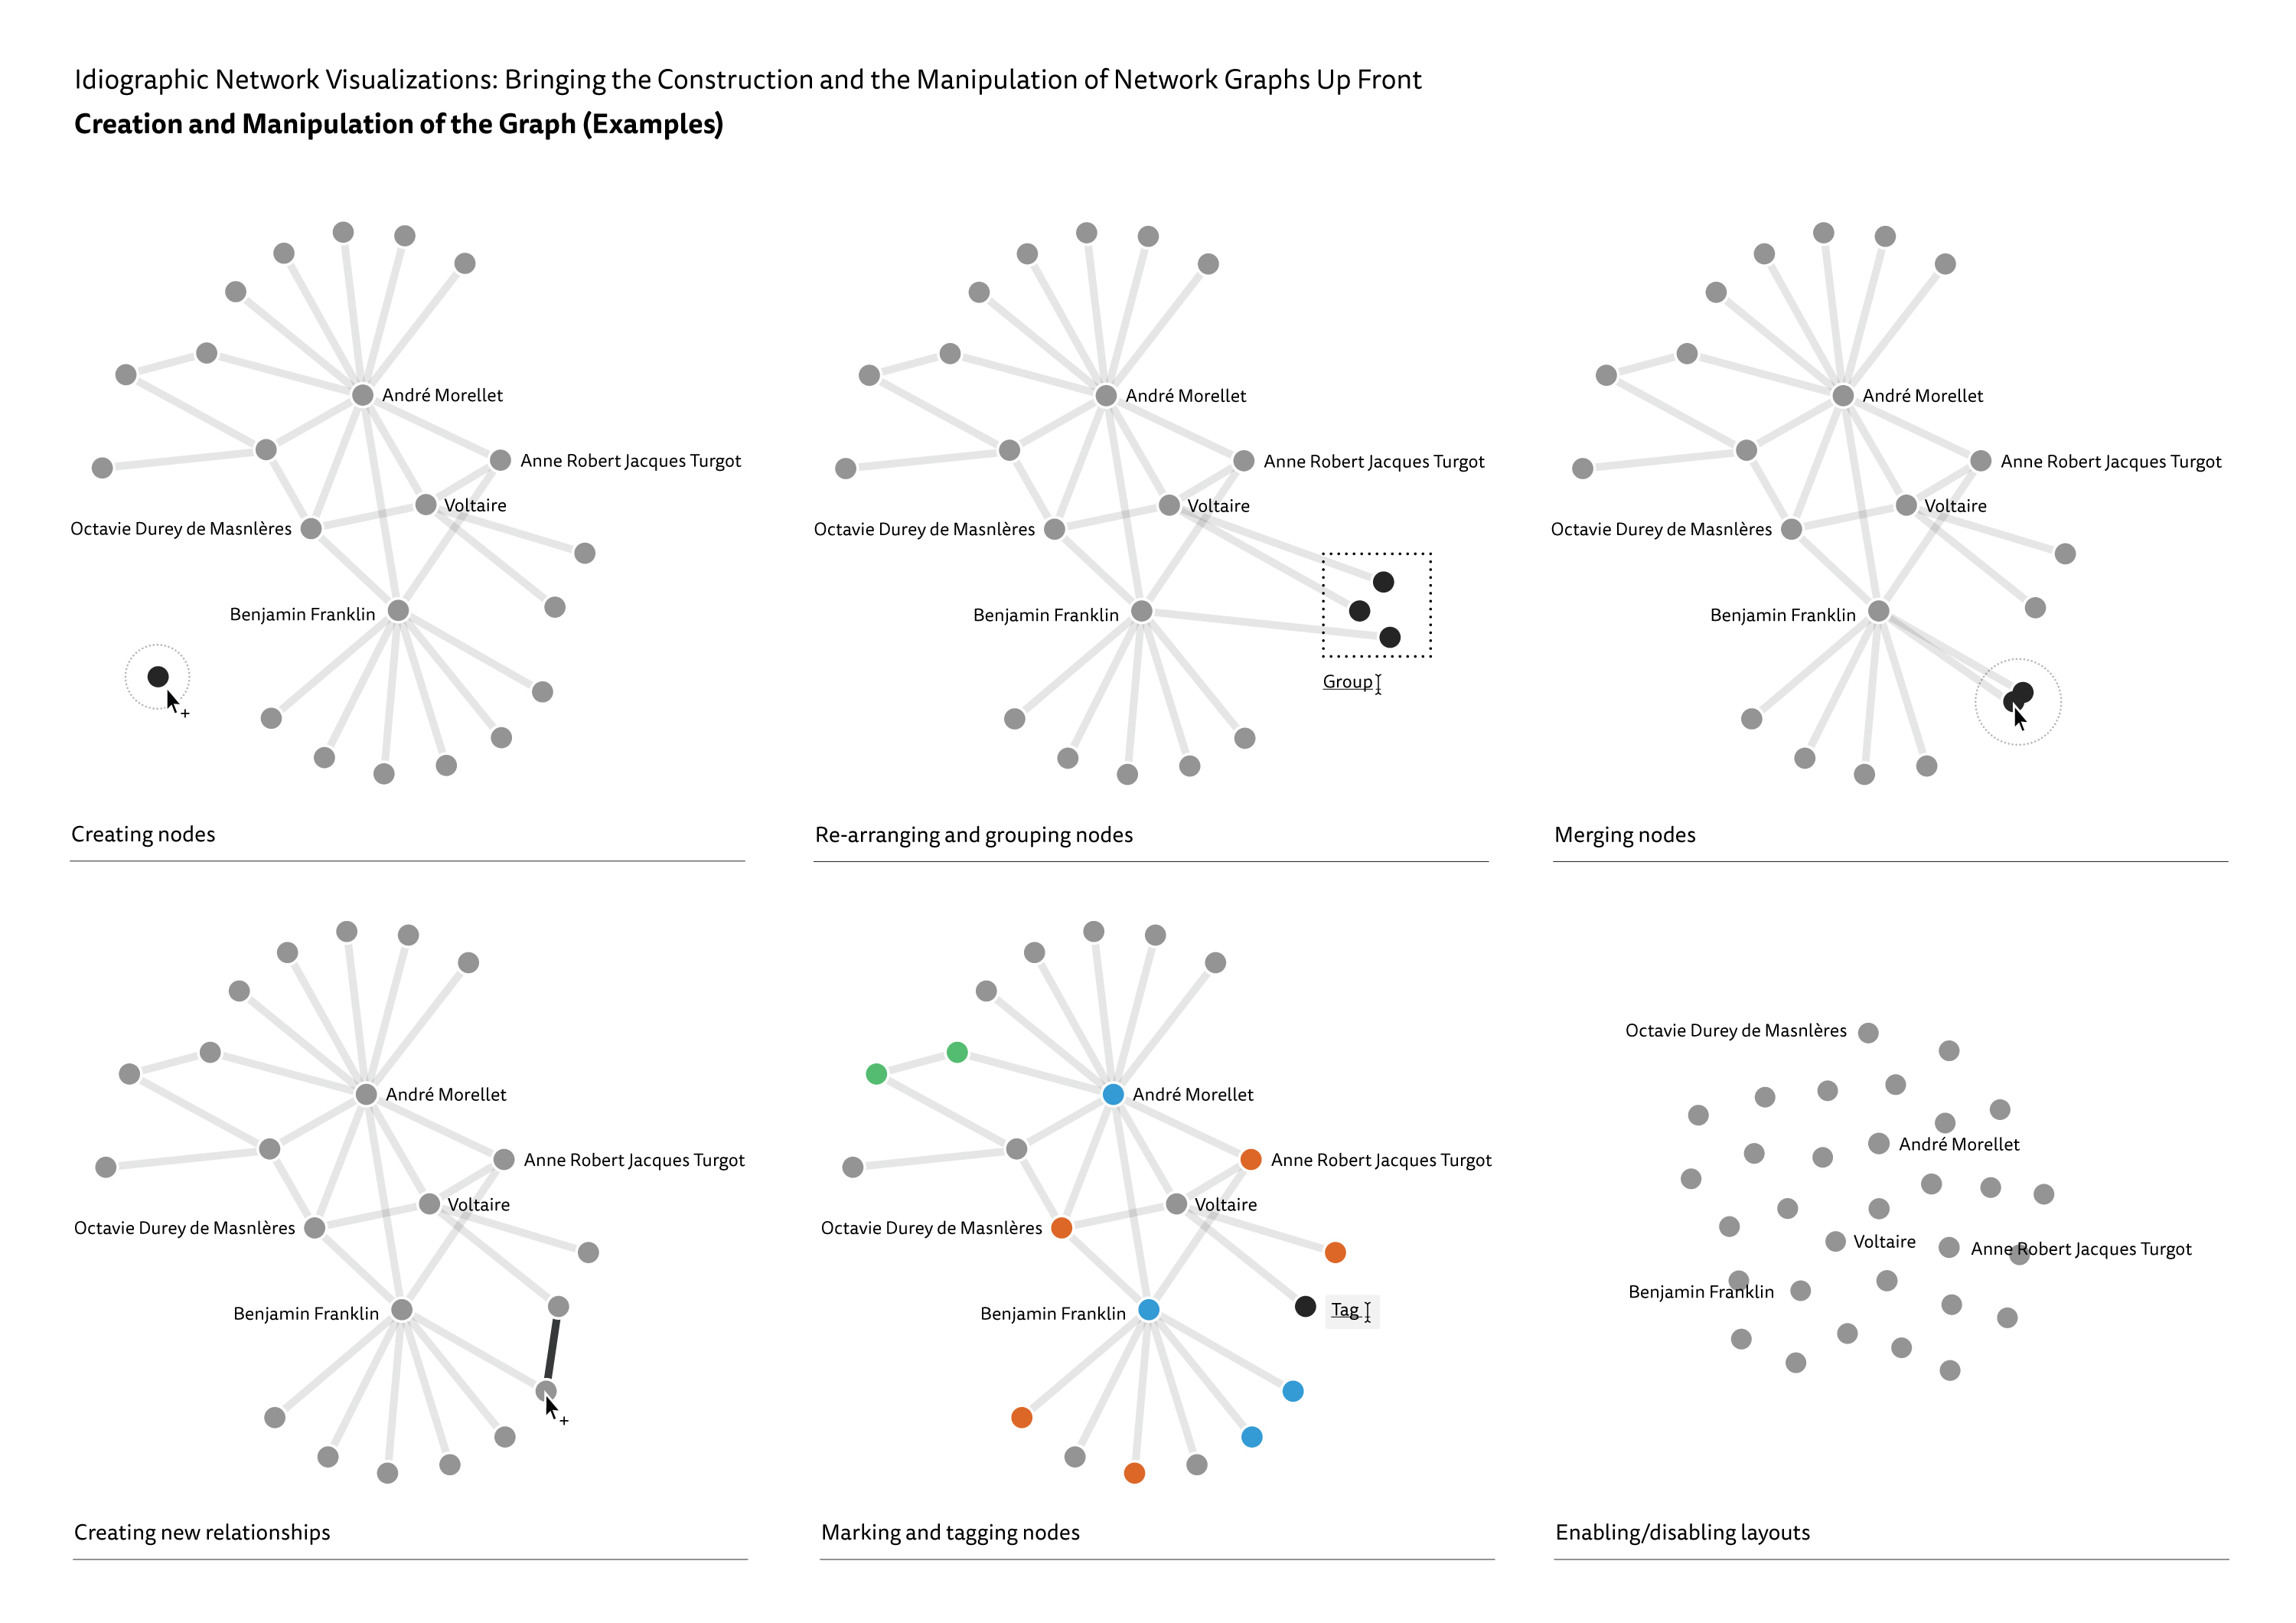 Idiographic Network Visualizations: Bringing the Construction and the Manipulation of Network Graphs Up Front
Creation and Manipulation of the Graph (Examples)
André Morellet
Anne Robert Jacques Turgot
Voltaire
Octavie Durey de Masnlères
Benjamin Franklin
+
Creating nodes
André Morellet
Anne Robert Jacques Turgot
Voltaire
Octavie Durey de Masnlères
Benjamin Franklin
Group
Re-arranging and grouping nodes
André Morellet
Anne Robert Jacques Turgot
Voltaire
Octavie Durey de Masnlères
Benjamin Franklin
Merging nodes
André Morellet
Anne Robert Jacques Turgot
Voltaire
Octavie Durey de Masnlères
Benjamin Franklin
+
Creating new relationships
André Morellet
Anne Robert Jacques Turgot
Voltaire
Octavie Durey de Masnlères
Benjamin Franklin
Tag
Marking and tagging nodes
Octavie Durey de Masnlères
André Morellet
Voltaire
Anne Robert Jacques Turgot
Benjamin Franklin
Enabling/disabling layouts